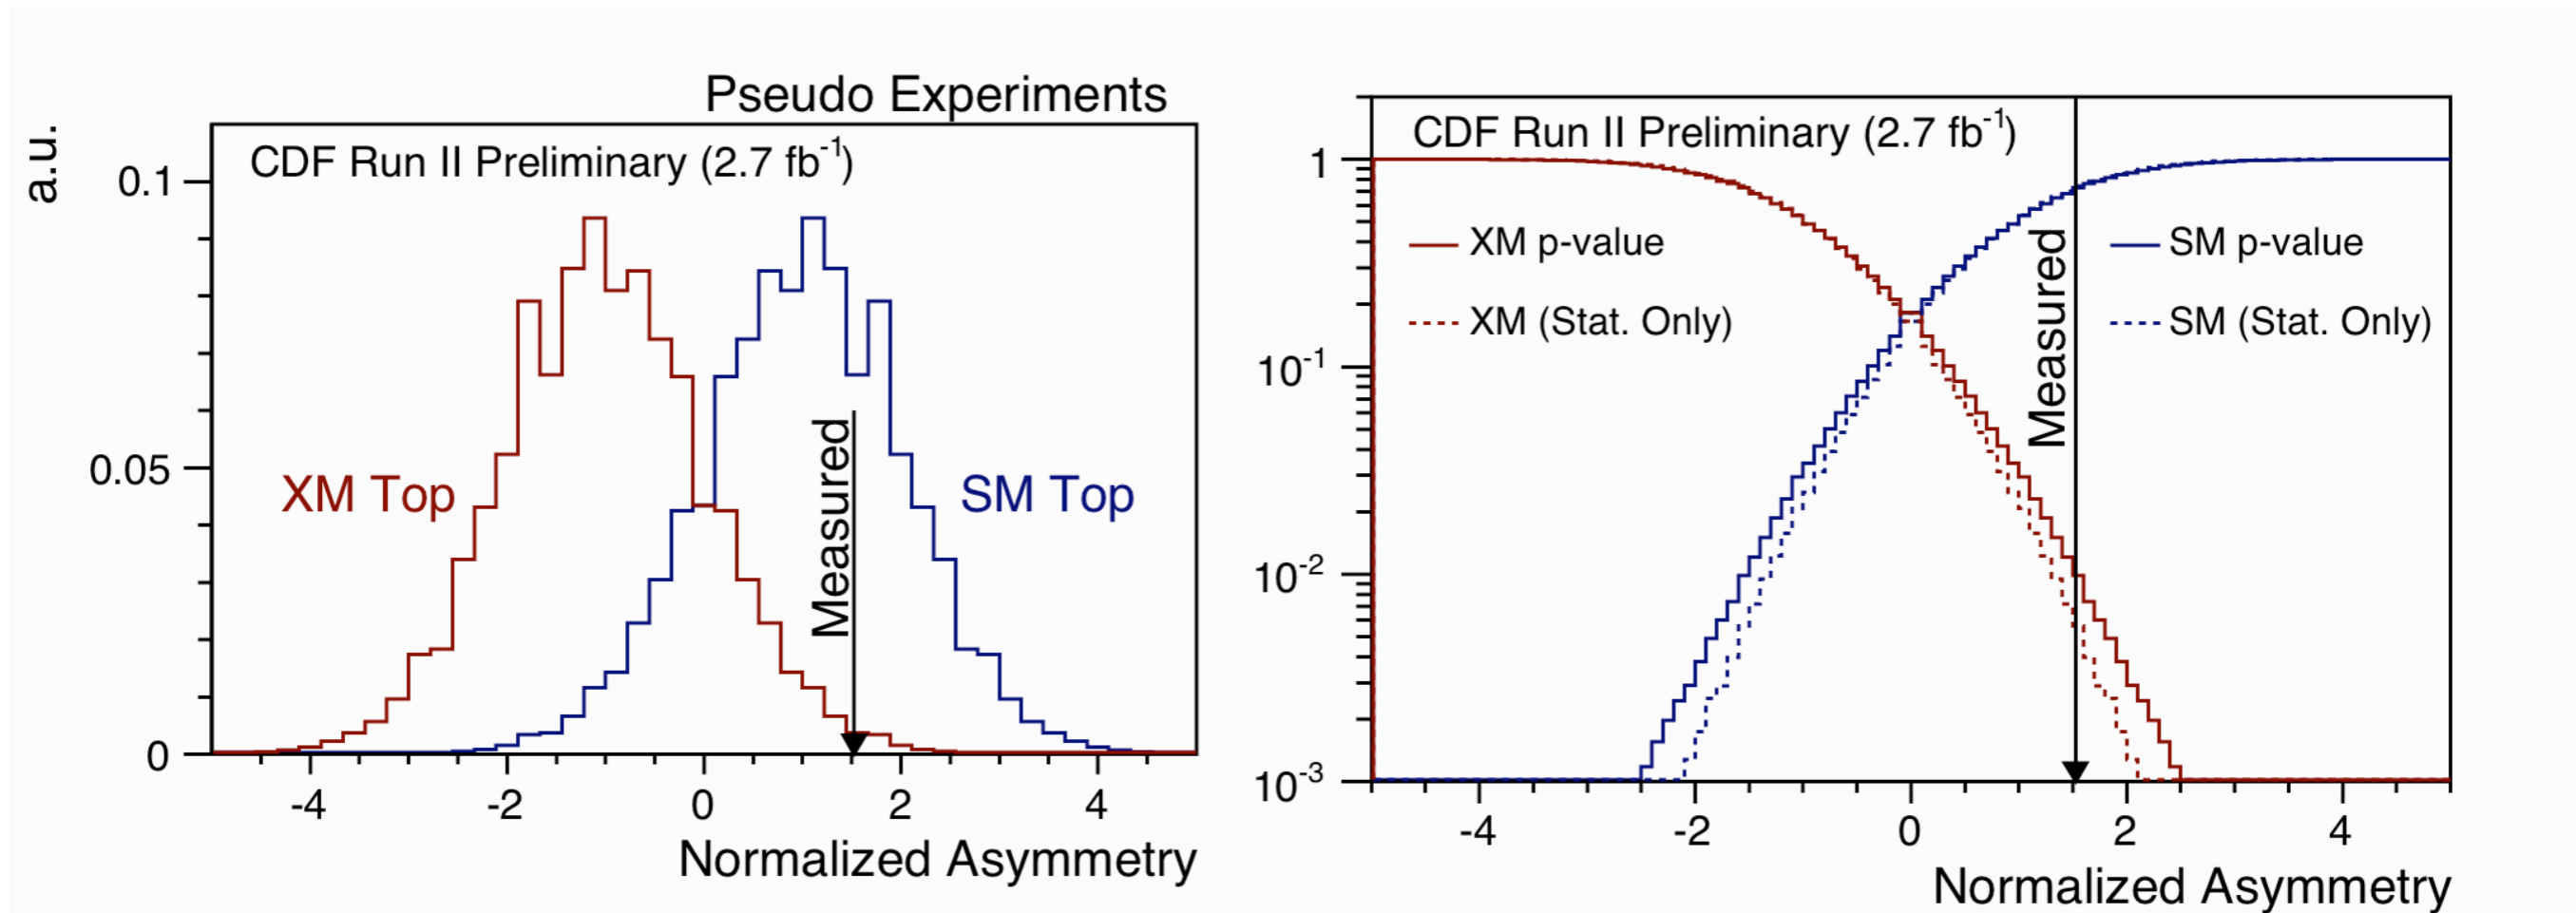 Pseudo Experiments
a.u.
CDF Run II Preliminary (2.7 fb⁻¹)
0.1
0.05
0
XM Top
SM Top
Measured
-4 -2 0 2 4
Normalized Asymmetry
CDF Run II Preliminary (2.7 fb⁻¹)
1
10⁻¹
10⁻²
10⁻³
XM p-value
XM (Stat. Only)
Measured
SM p-value
SM (Stat. Only)
-4 -2 0 2 4
Normalized Asymmetry